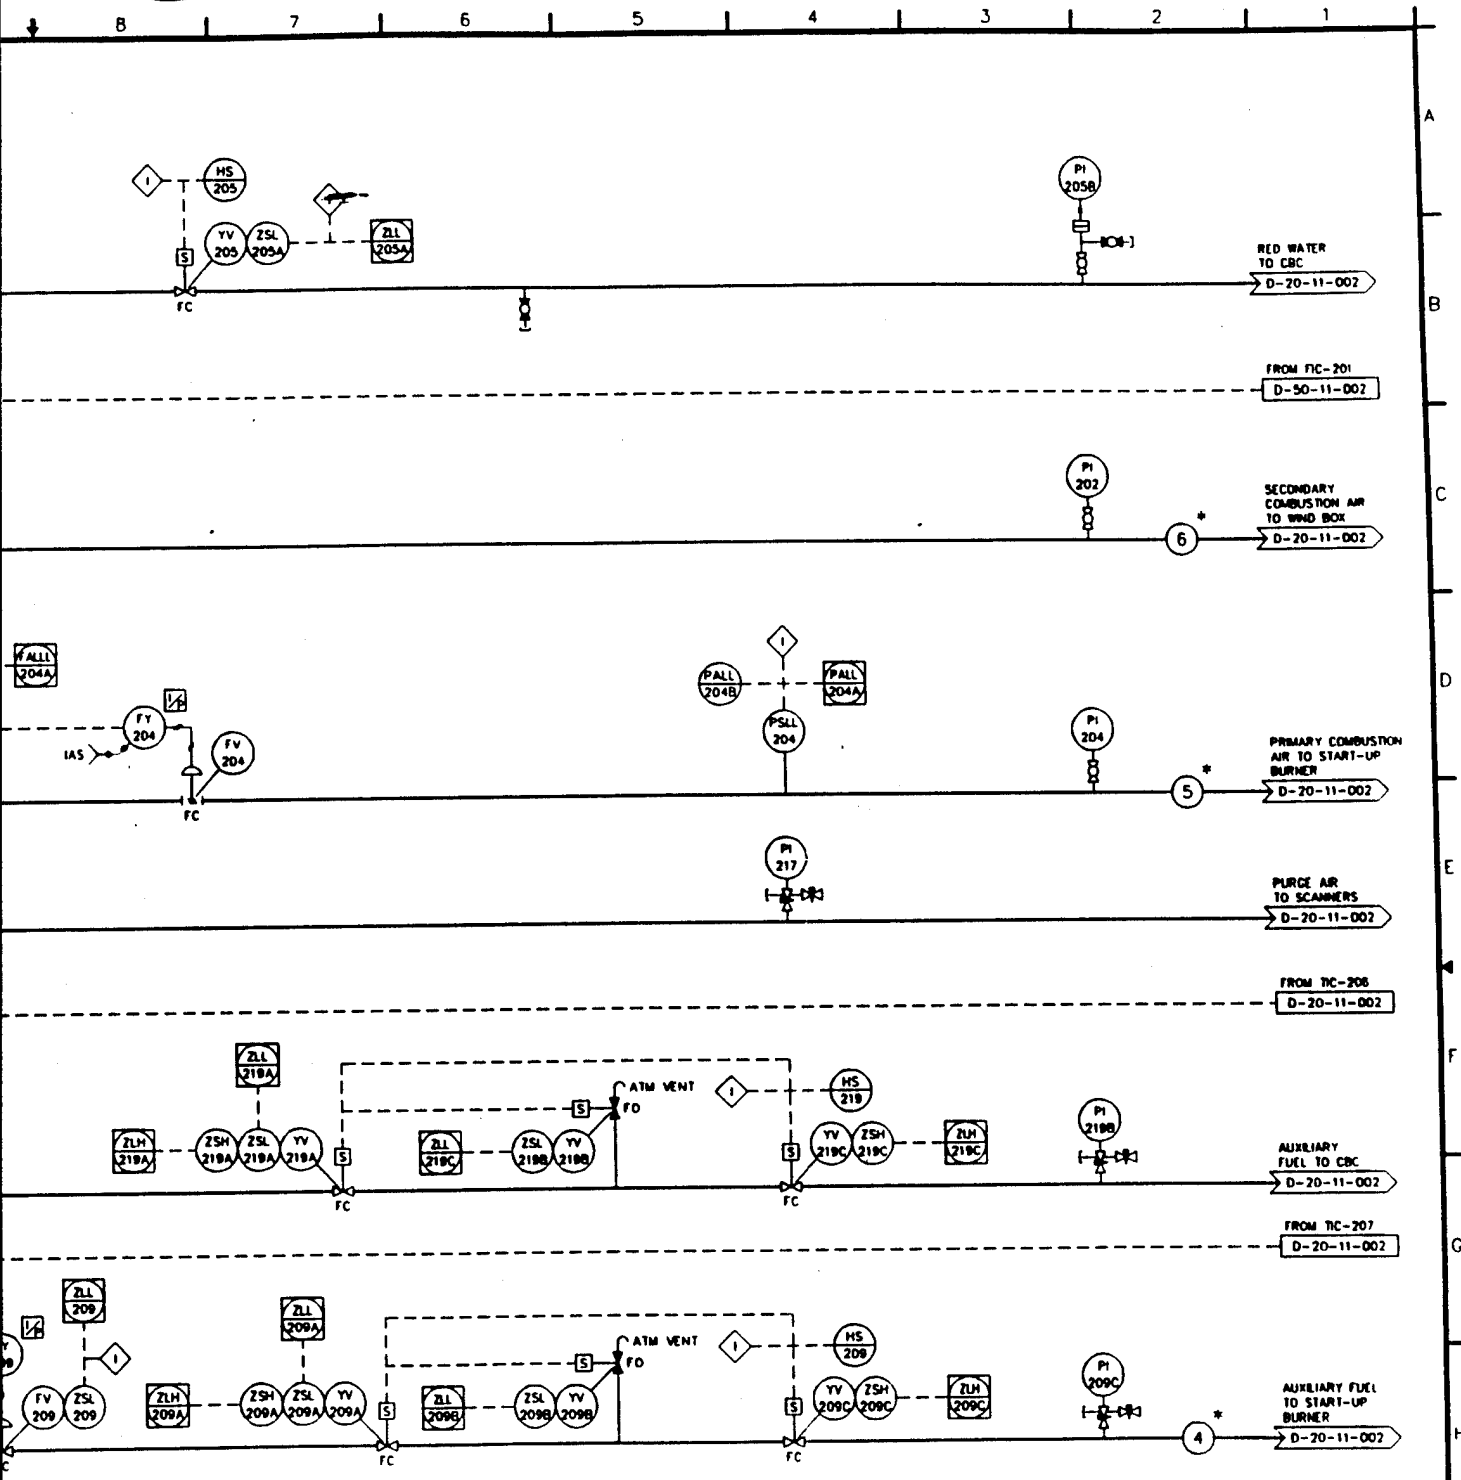 8 7 6 5 4 3 2 1
A
HS
205
PI
205B
YV
205
ZSL
205A
ZLL
205A
S
RED WATER
TO CBC
D-20-11-002
FC
B
FROM FIC-201
D-50-11-002
PI
202
SECONDARY
COMBUSTION AIR
TO WIND BOX
D-20-11-002
C
6
*
I
FALLL
204A
PALL
204B
PALL
204A
D
I/P
FY
204
FV
204
IAS
PSLL
204
PI
204
PRIMARY COMBUSTION
AIR TO START-UP
BURNER
D-20-11-002
5
*
FC
PI
217
E
PURGE AIR
TO SCANNERS
D-20-11-002
FROM TIC-206
D-20-11-002
F
ZLL
219A
ATM VENT
I
HS
219
S
FO
PI
219B
ZLH
219A
ZSH
219A
ZSL
219A
YV
219A
S
ZLL
219C
ZSL
219B
YV
219B
S
YV
219C
ZSH
219C
ZLH
219C
AUXILIARY
FUEL TO CBC
D-20-11-002
FC
FC
FROM TIC-207
D-20-11-002
G
ZLL
209
ZLL
209A
I/P
I
ATM VENT
I
HS
209
S
FO
PI
209C
FV
209
ZSL
209
ZLH
209A
ZSH
209A
ZSL
209A
YV
209A
S
ZLL
209B
ZSL
209B
YV
209B
S
YV
209C
ZSH
209C
ZLH
209C
AUXILIARY FUEL
TO START-UP
BURNER
D-20-11-002
4
*
H
FC
FC